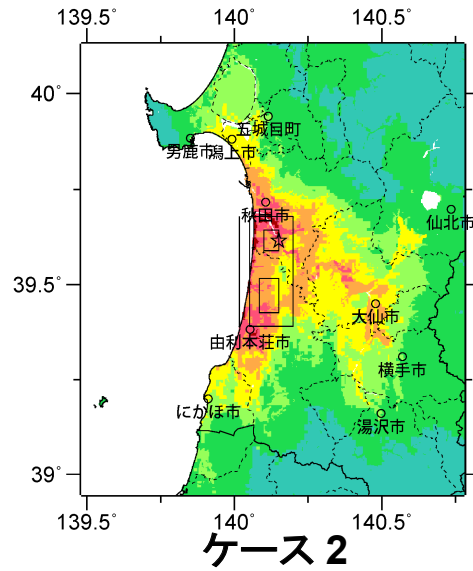 139.5° 140° 140.5°
40°
五城目町
男鹿市 潟上市
秋田市
仙北市
39.5°
大仙市
由利本荘市
横手市
にかほ市
湯沢市
39°
139.5° 140° 140.5°
ケース 2